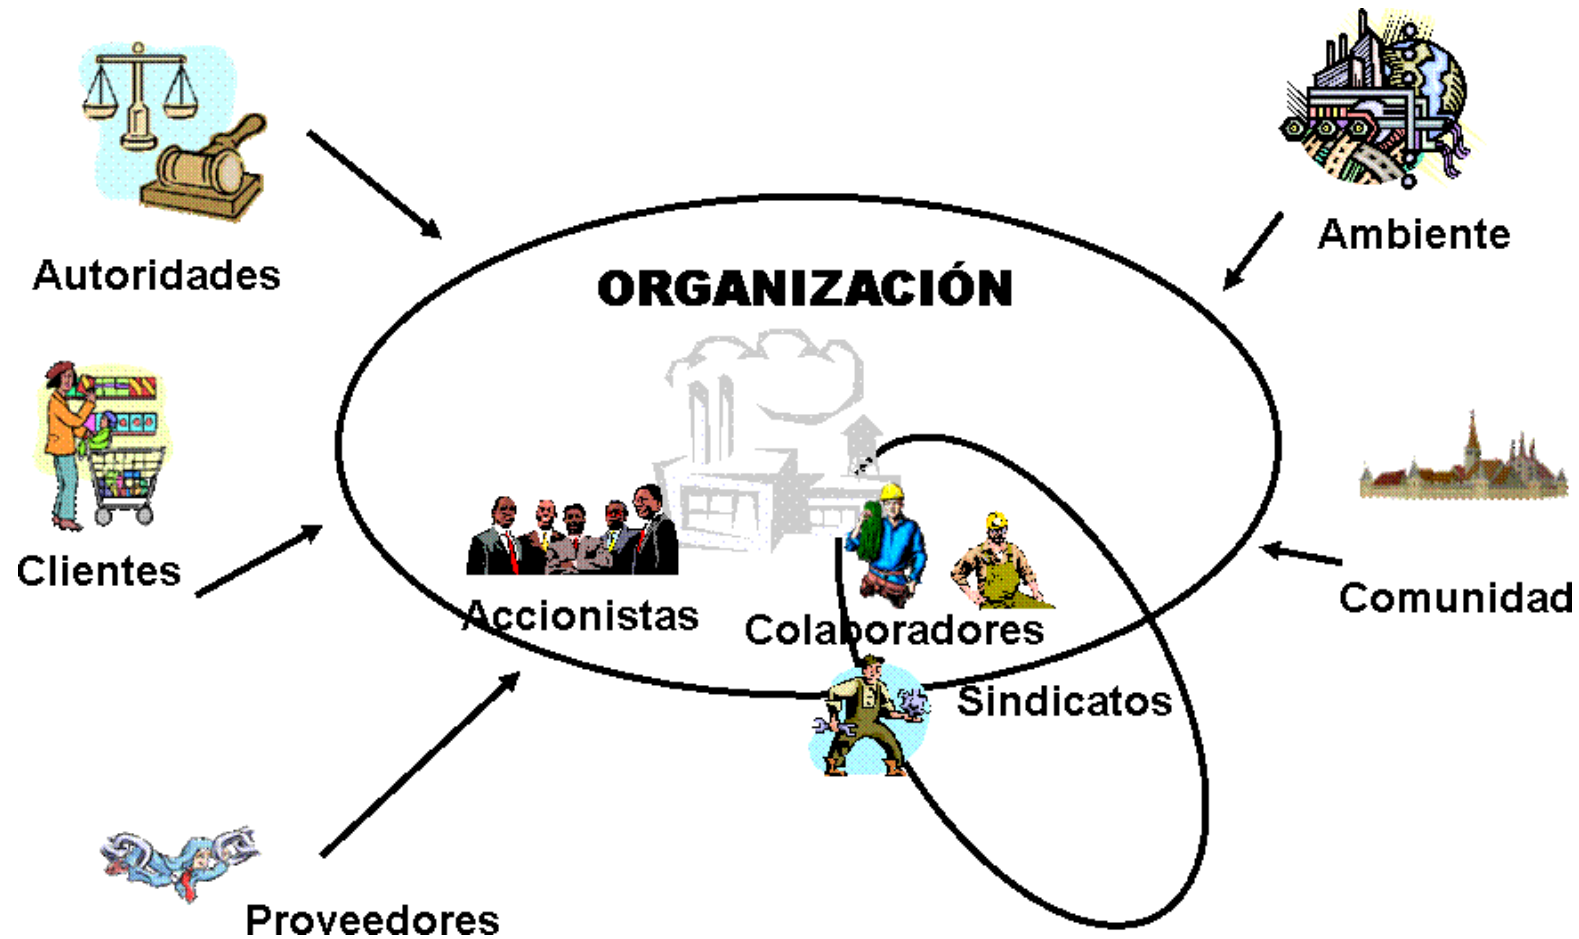 Autoridades
Ambiente
ORGANIZACIÓN
Clientes
Accionistas
Colaboradores
Comunidad
Sindicatos
Proveedores